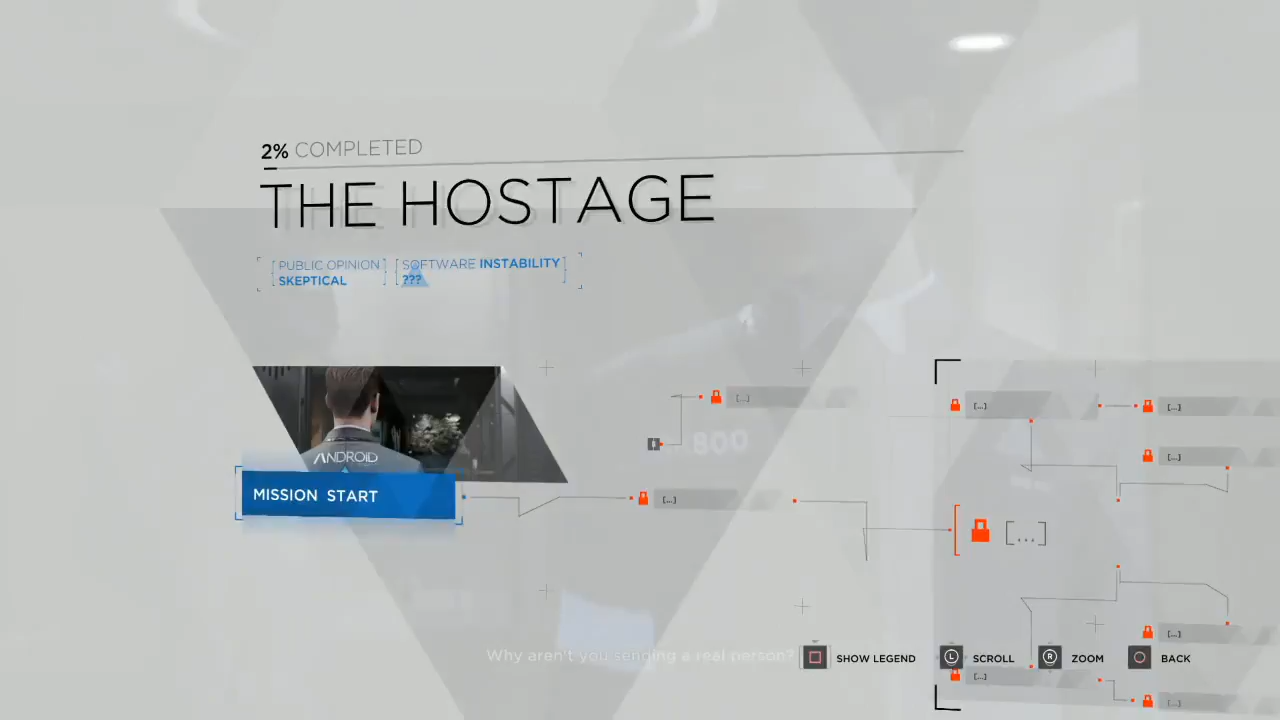 2% COMPLETED
THE HOSTAGE
PUBLIC OPINION
SKEPTICAL
SOFTWARE INSTABILITY
???
ANDROID
MISSION START
[...]
800
[...]
[...]
[...]
[...]
[...]
[...]
[...]
[...]
Why aren't you sending a real person?
SHOW LEGEND
L SCROLL
R ZOOM
BACK
[...]